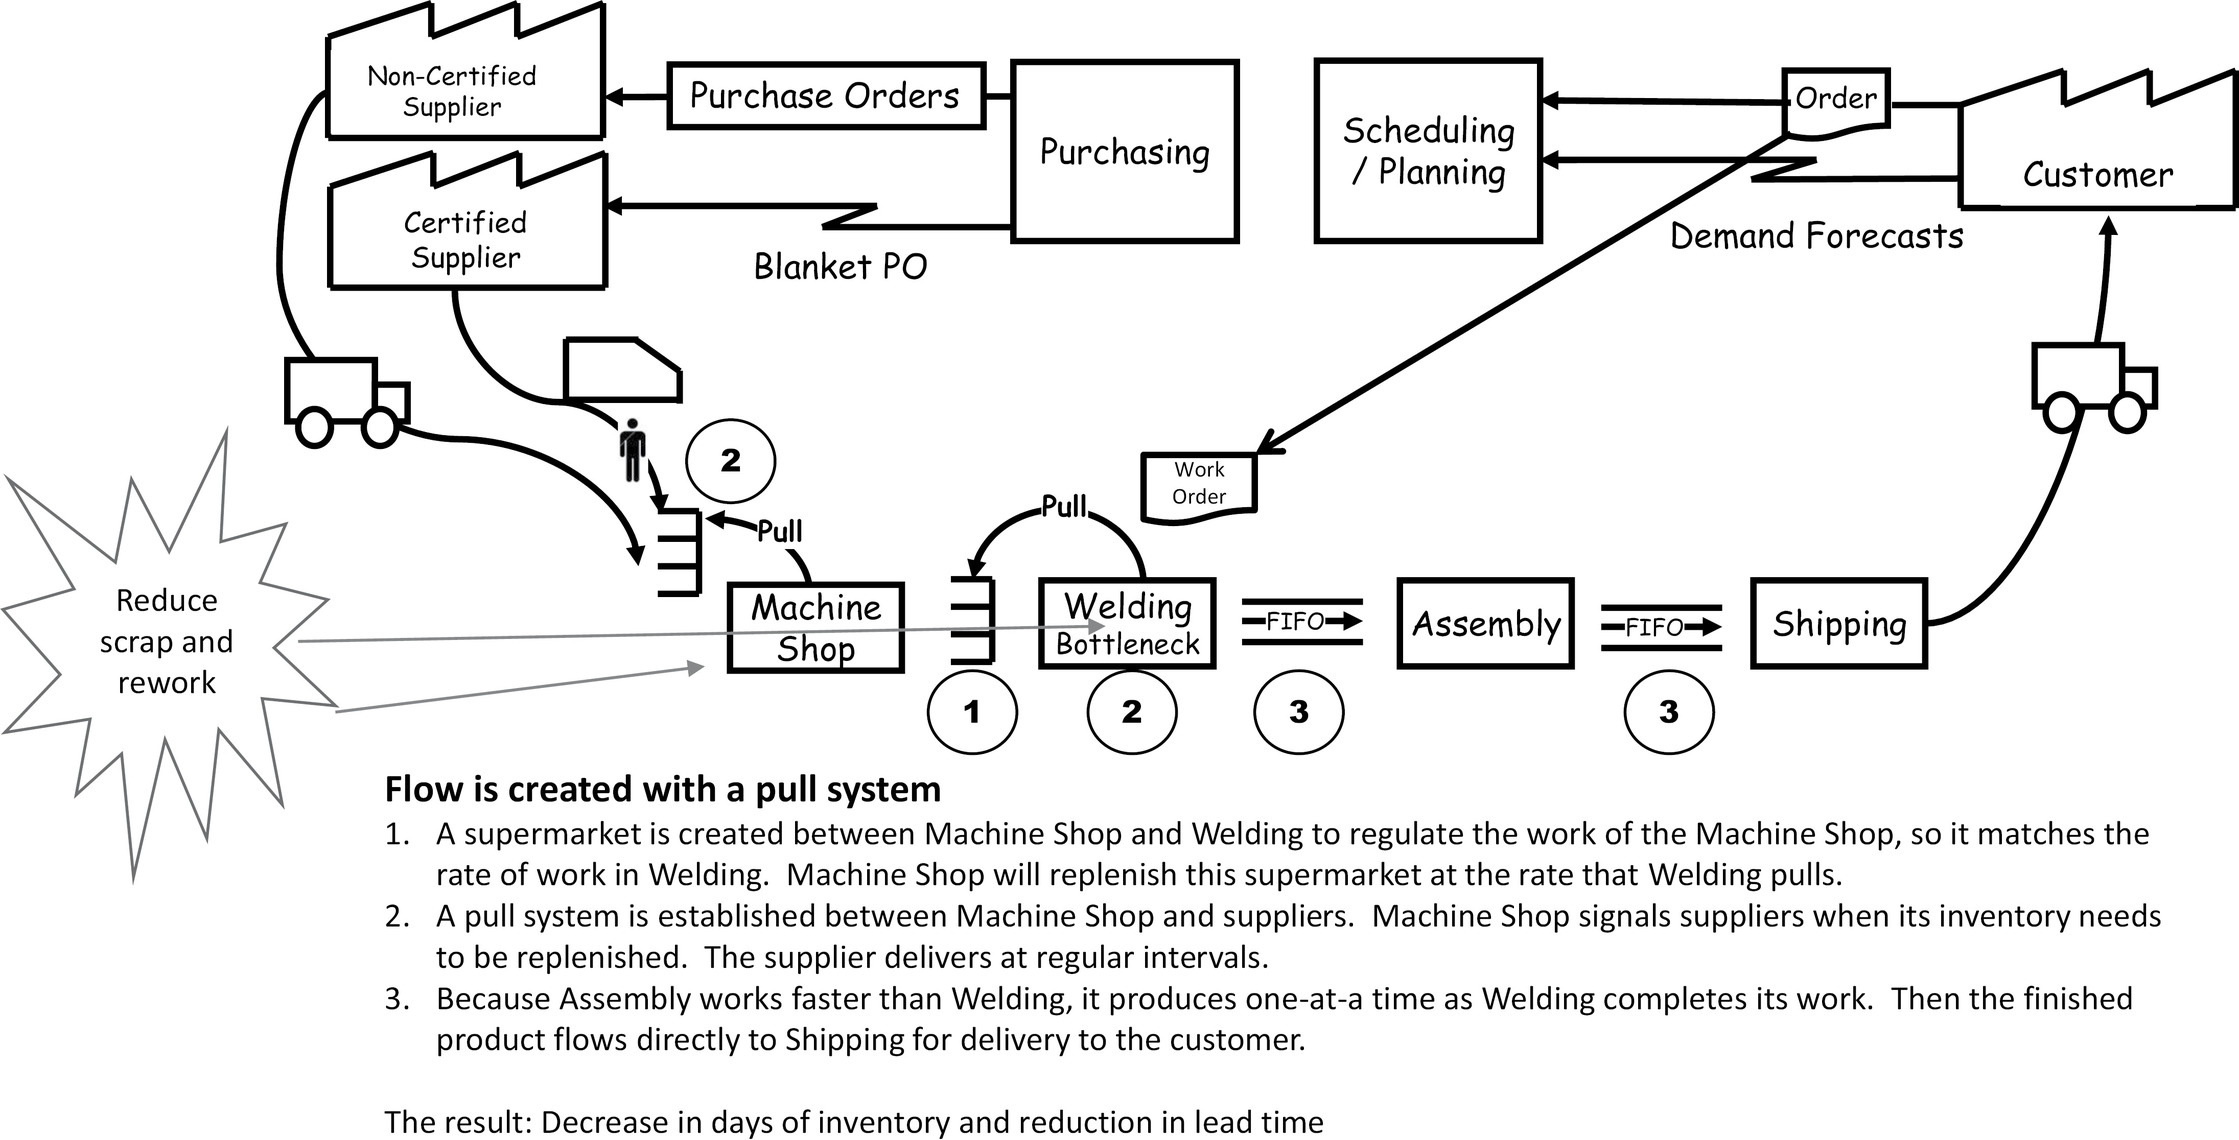 Non-Certified
Supplier
Purchase Orders
Purchasing
Scheduling
/ Planning
Order
Customer
Certified
Supplier
Blanket PO
Demand Forecasts
2
Work
Order
Pull
Pull
Reduce
scrap and
rework
Machine
Shop
Welding
Bottleneck
FIFO
Assembly
FIFO
Shipping
1
2
3
3
Flow is created with a pull system
1. A supermarket is created between Machine Shop and Welding to regulate the work of the Machine Shop, so it matches the
rate of work in Welding. Machine Shop will replenish this supermarket at the rate that Welding pulls.
2. A pull system is established between Machine Shop and suppliers. Machine Shop signals suppliers when its inventory needs
to be replenished. The supplier delivers at regular intervals.
3. Because Assembly works faster than Welding, it produces one-at-a time as Welding completes its work. Then the finished
product flows directly to Shipping for delivery to the customer.
The result: Decrease in days of inventory and reduction in lead time